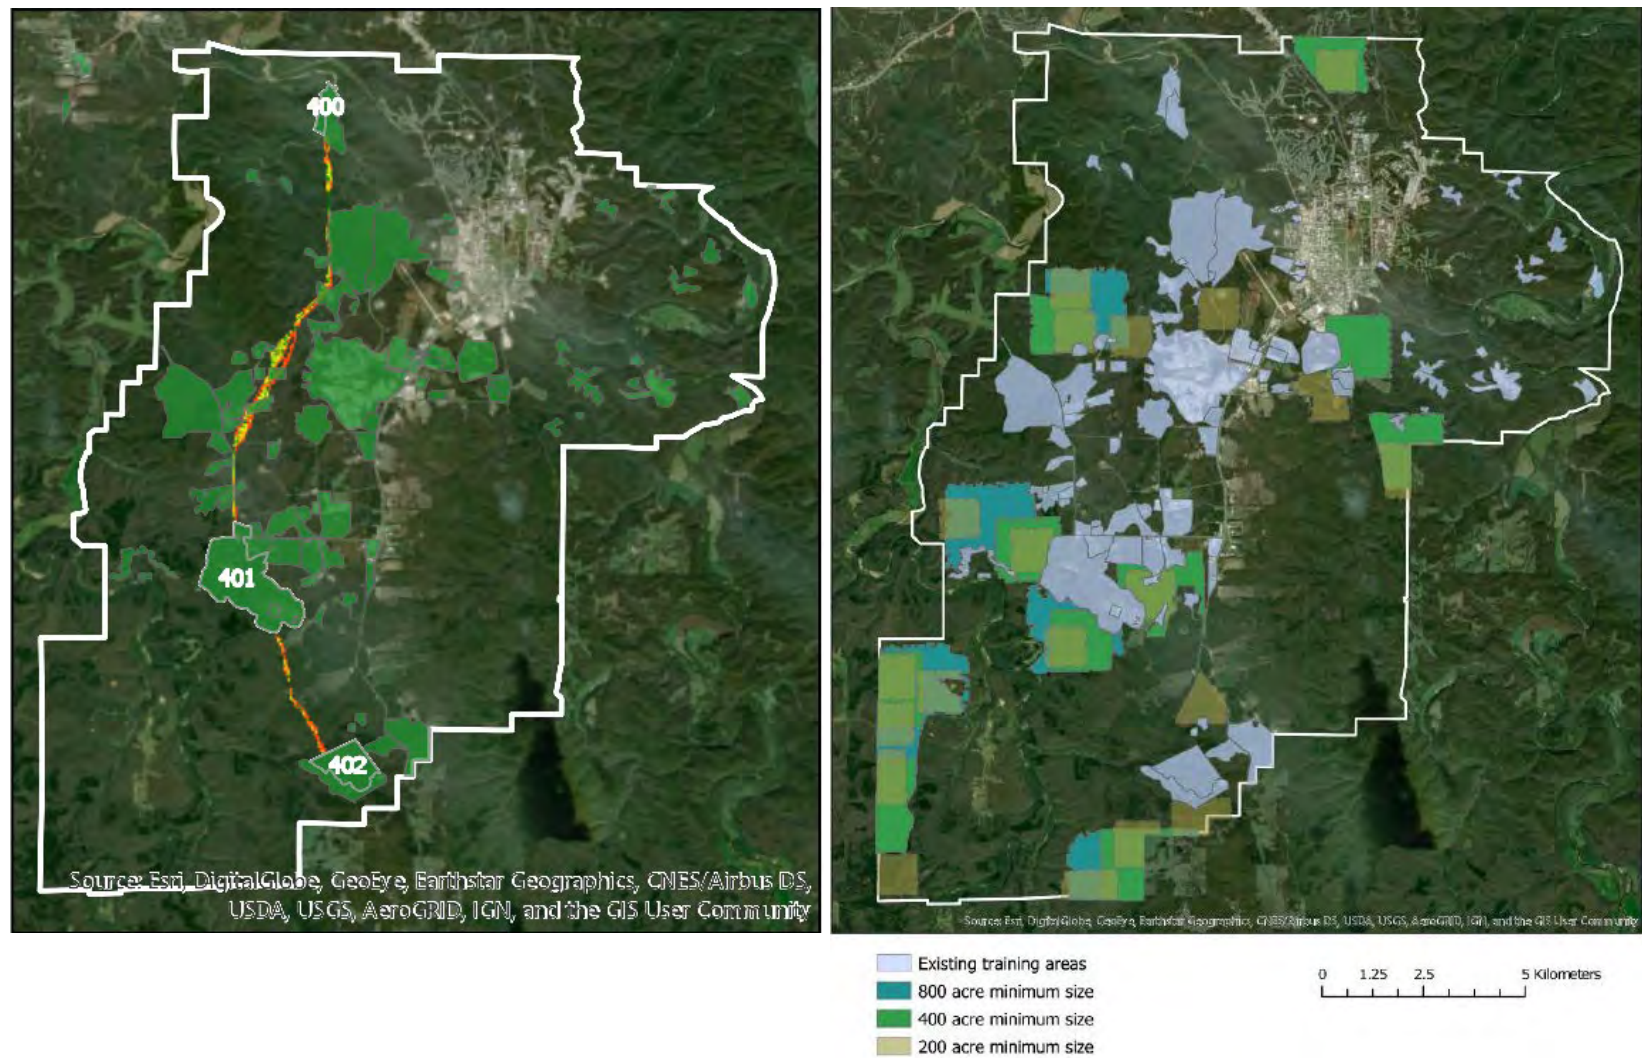 400
401
402
Source: Esri, DigitalGlobe, GeoEye, Earthstar Geographics, CNES/Airbus DS,
USDA, USGS, AeroGRID, IGN, and the GIS User Community
Source: Esri, DigitalGlobe, GeoEye, Earthstar Geographics, CNES/Airbus DS, USDA, USGS, AeroGRID, IGN, and the GIS User Community
Existing training areas
800 acre minimum size
400 acre minimum size
200 acre minimum size
0 1.25 2.5 5 Kilometers